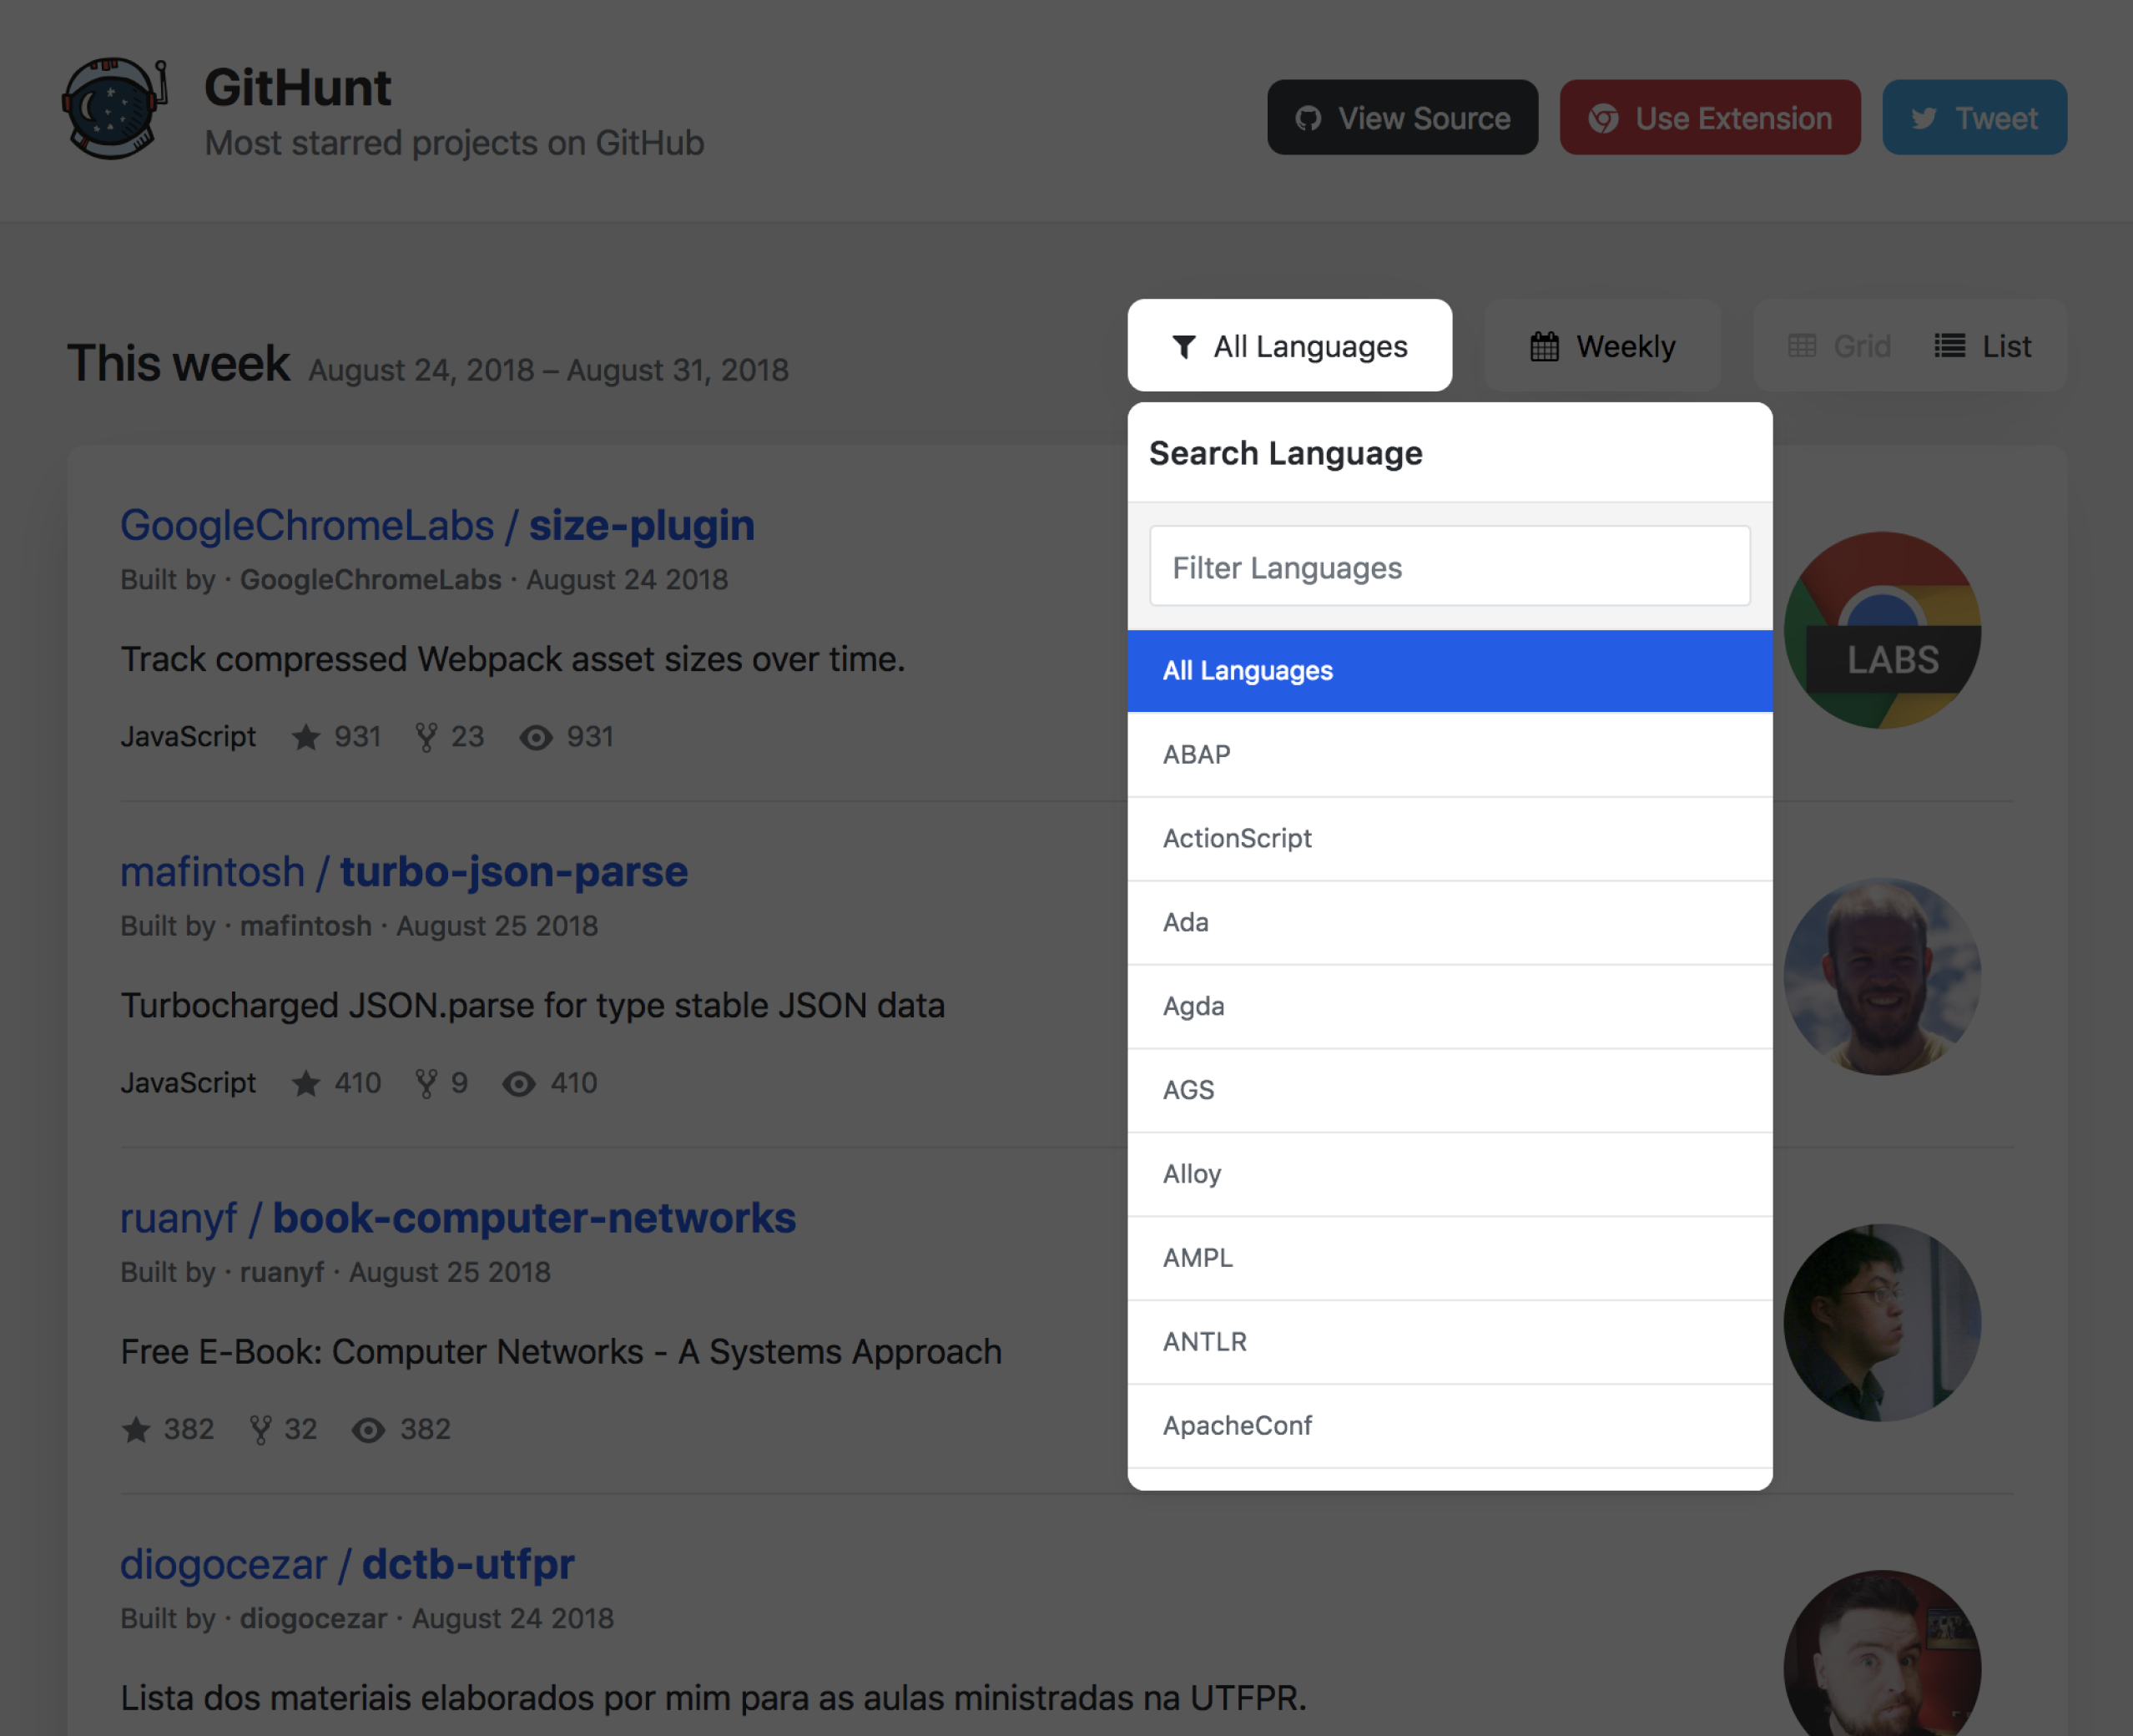 GitHunt
Most starred projects on GitHub
View Source
Use Extension
Tweet
This week August 24, 2018 – August 31, 2018
All Languages
Weekly
Grid
List
Search Language
Filter Languages
All Languages
ABAP
ActionScript
Ada
Agda
AGS
Alloy
AMPL
ANTLR
ApacheConf
GoogleChromeLabs / size-plugin
Built by · GoogleChromeLabs · August 24 2018
Track compressed Webpack asset sizes over time.
JavaScript 931 23 931
LABS
mafintosh / turbo-json-parse
Built by · mafintosh · August 25 2018
Turbocharged JSON.parse for type stable JSON data
JavaScript 410 9 410
ruanyf / book-computer-networks
Built by · ruanyf · August 25 2018
Free E-Book: Computer Networks - A Systems Approach
382 32 382
diogocezar / dctb-utfpr
Built by · diogocezar · August 24 2018
Lista dos materiais elaborados por mim para as aulas ministradas na UTFPR.